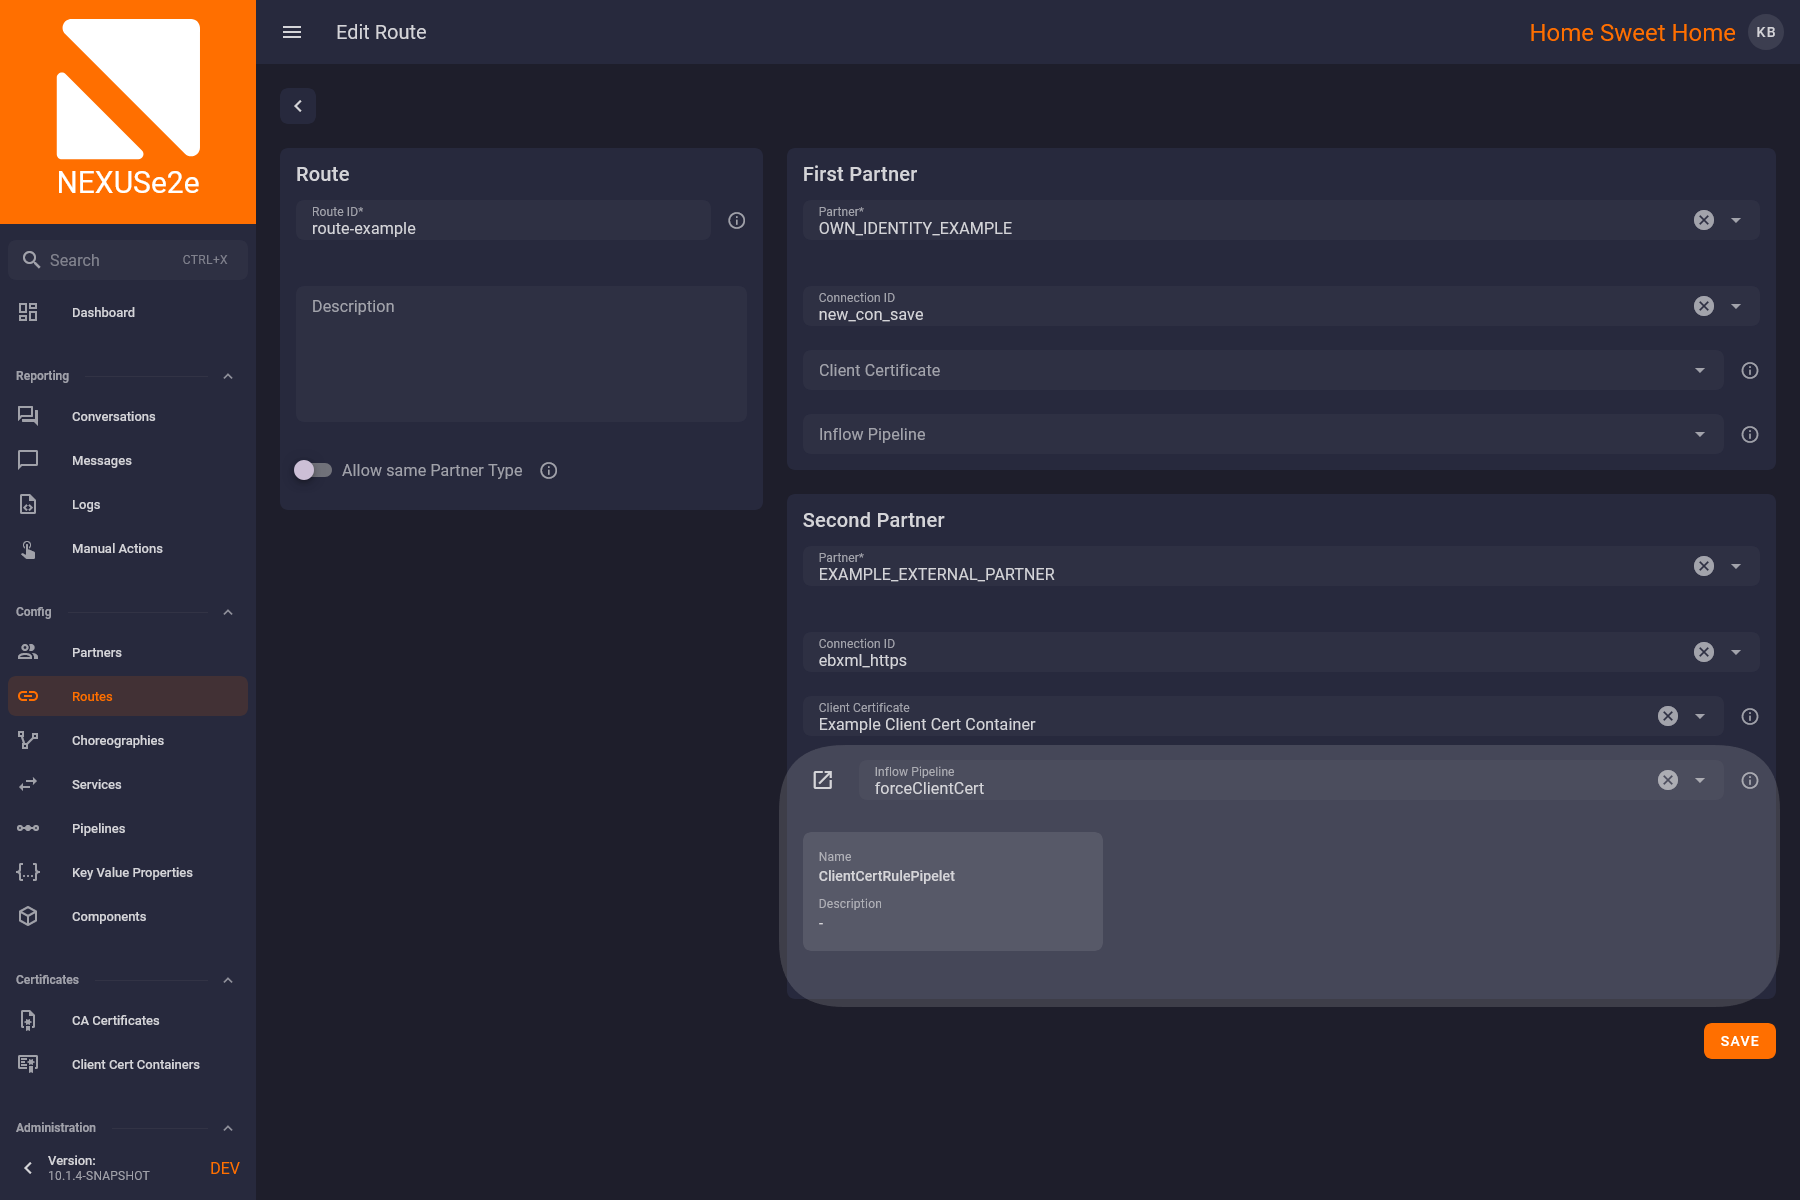 NEXUSe2e
Search CTRL+X
Dashboard
Reporting
Conversations
Messages
Logs
Manual Actions
Config
Partners
Routes
Choreographies
Services
Pipelines
Key Value Properties
Components
Certificates
CA Certificates
Client Cert Containers
Administration
Version:
10.1.4-SNAPSHOT
DEV
Edit Route
Home Sweet Home
KB
Route
Route ID*
route-example
Description
Allow same Partner Type
First Partner
Partner*
OWN_IDENTITY_EXAMPLE
Connection ID
new_con_save
Client Certificate
Inflow Pipeline
Second Partner
Partner*
EXAMPLE_EXTERNAL_PARTNER
Connection ID
ebxml_https
Client Certificate
Example Client Cert Container
Inflow Pipeline
forceClientCert
Name
ClientCertRulePipelet
Description
-
SAVE